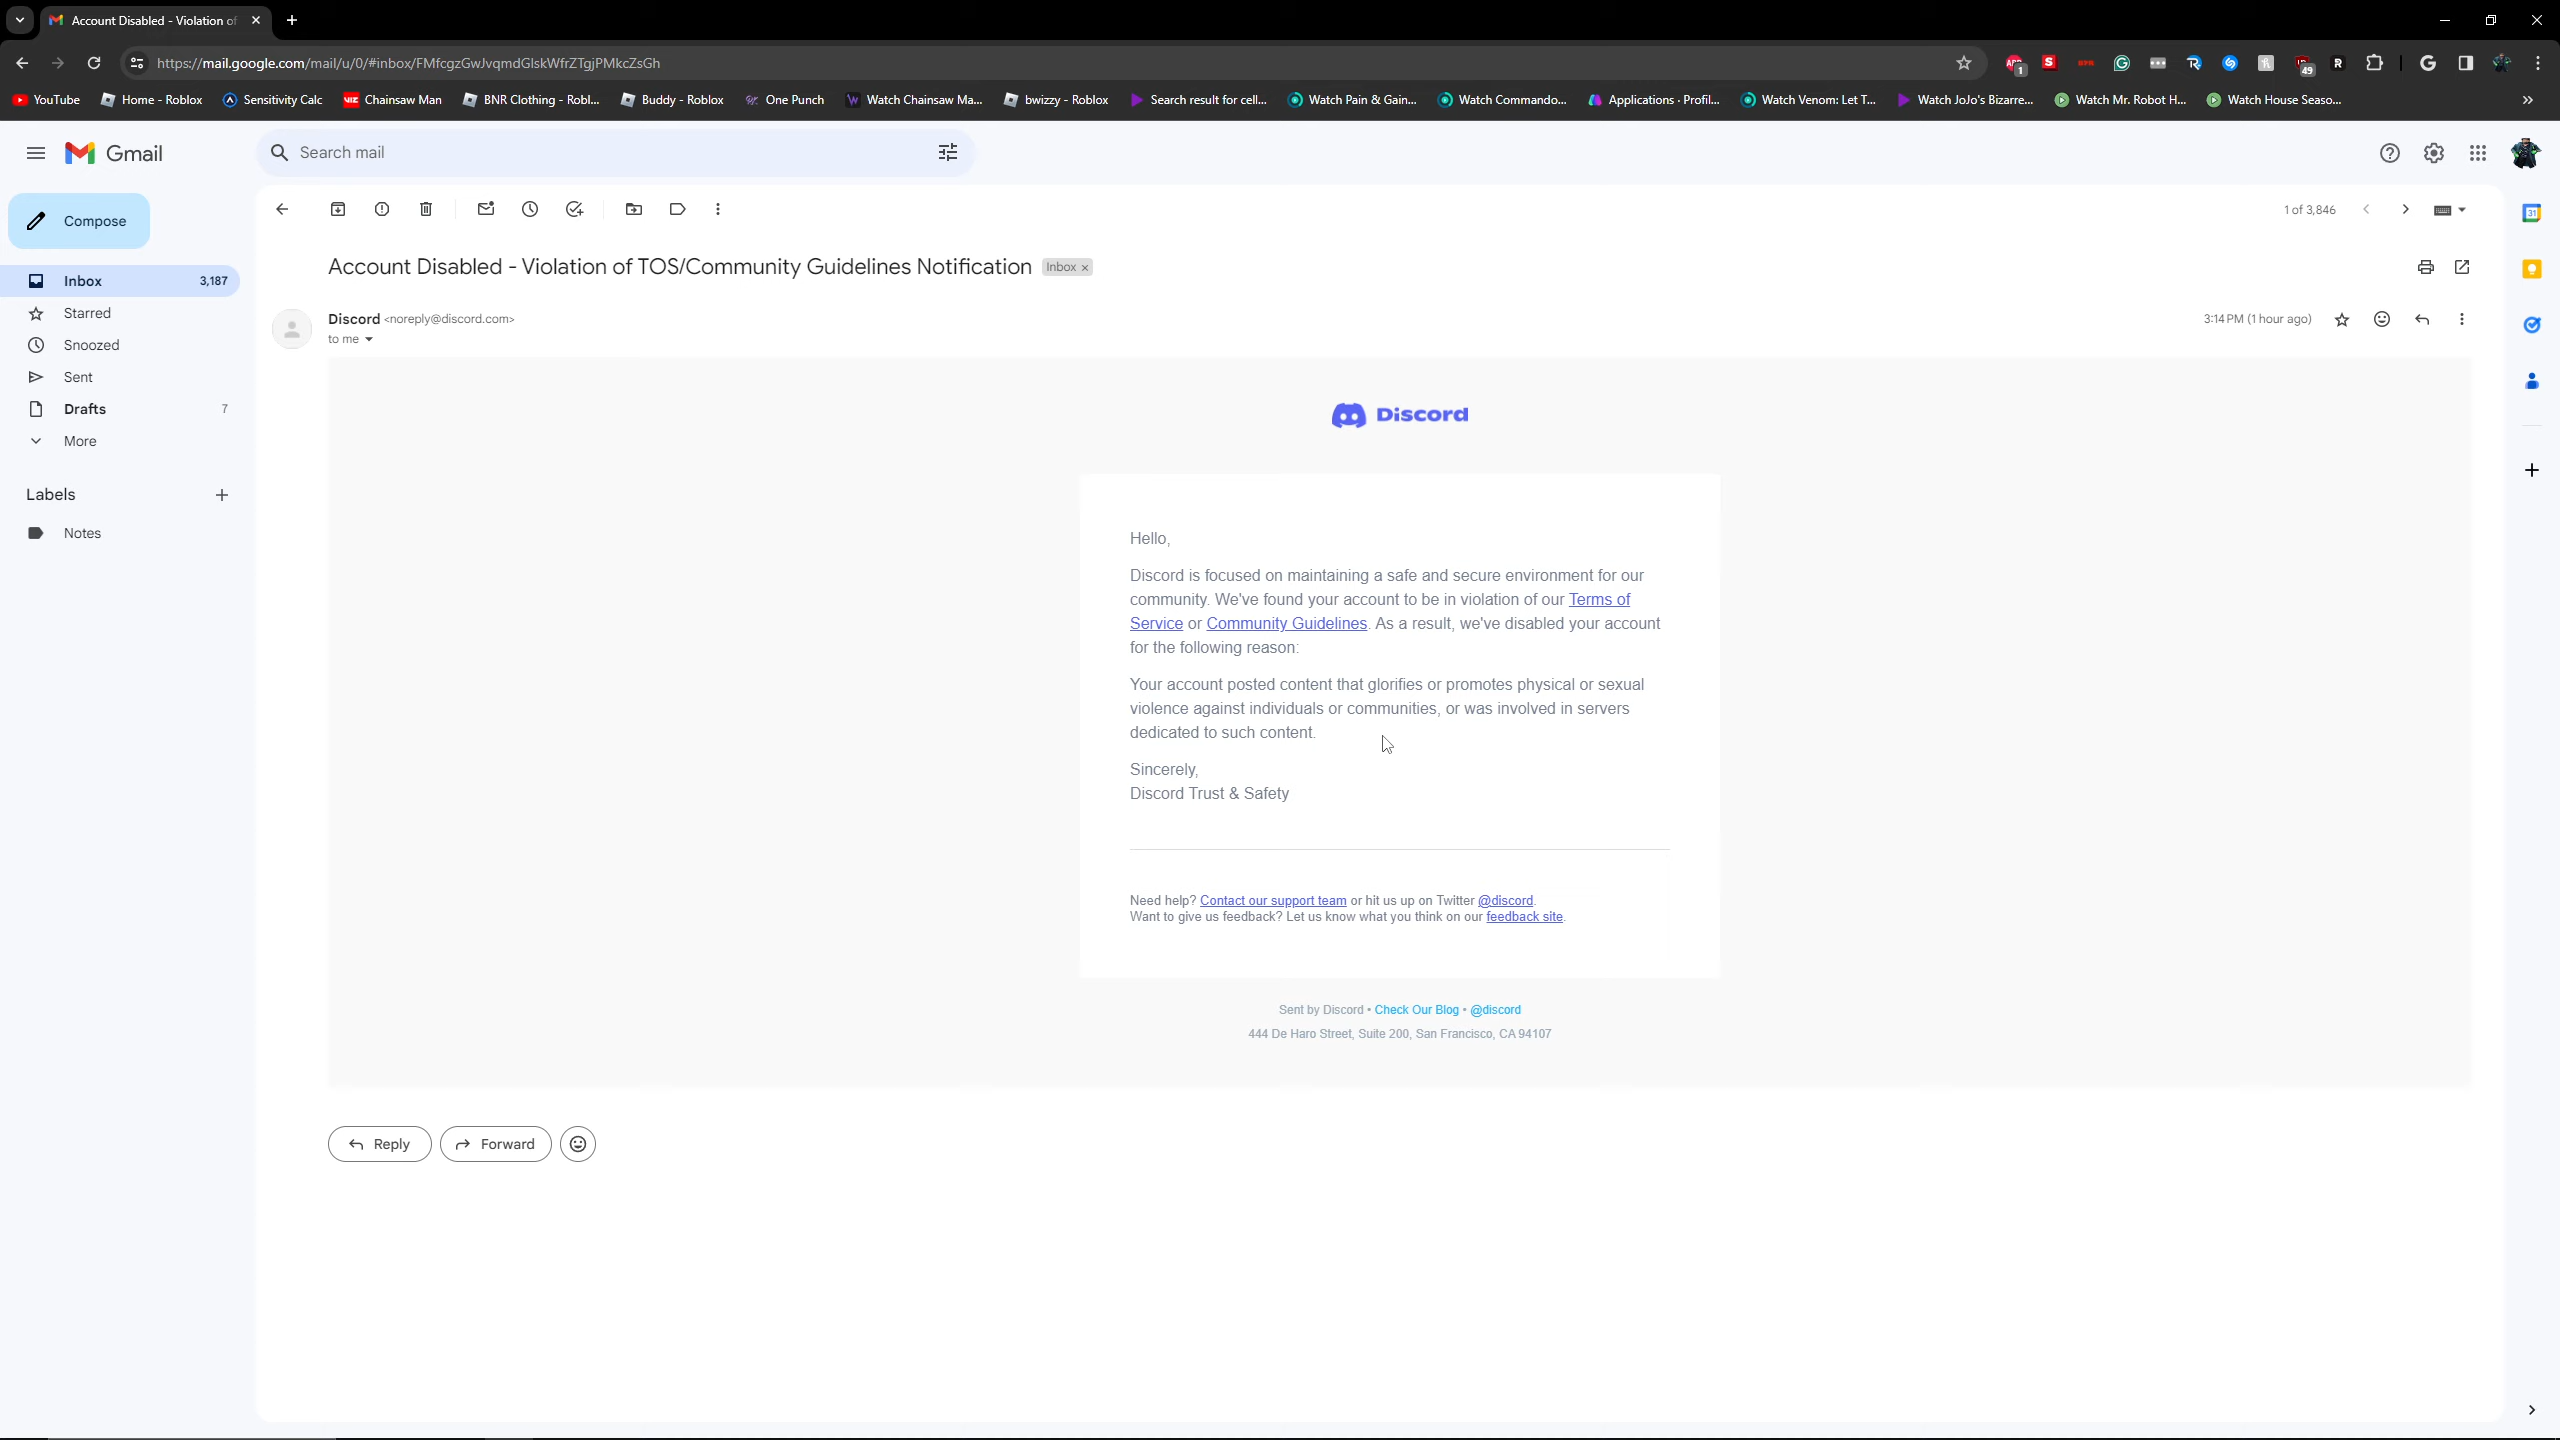 Account Disabled - Violation of
https://mail.google.com/mail/u/0/#inbox/FMfcgzGwJvqmdGlskWfrZTgjPMkcZsGh
1
49
YouTube
Home - Roblox
Sensitivity Calc
Chainsaw Man
BNR Clothing - Robl...
Buddy - Roblox
One Punch
Watch Chainsaw Ma...
bwizzy - Roblox
Search result for cell...
Watch Pain & Gain...
Watch Commando...
Applications · Profil...
Watch Venom: Let T...
Watch JoJo's Bizarre...
Watch Mr. Robot H...
Watch House Seaso...
Gmail
Search mail
Compose
1 of 3,846
Inbox 3,187
Starred
Snoozed
Sent
Drafts 7
More
Labels
Notes
Account Disabled - Violation of TOS/Community Guidelines Notification Inbox ×
Discord <noreply@discord.com>
to me
3:14 PM (1 hour ago)
Discord
Hello,
Discord is focused on maintaining a safe and secure environment for our
community. We've found your account to be in violation of our Terms of
Service or Community Guidelines. As a result, we've disabled your account
for the following reason:
Your account posted content that glorifies or promotes physical or sexual
violence against individuals or communities, or was involved in servers
dedicated to such content.
Sincerely,
Discord Trust & Safety
Need help? Contact our support team or hit us up on Twitter @discord.
Want to give us feedback? Let us know what you think on our feedback site.
Sent by Discord • Check Our Blog • @discord
444 De Haro Street, Suite 200, San Francisco, CA 94107
Reply
Forward